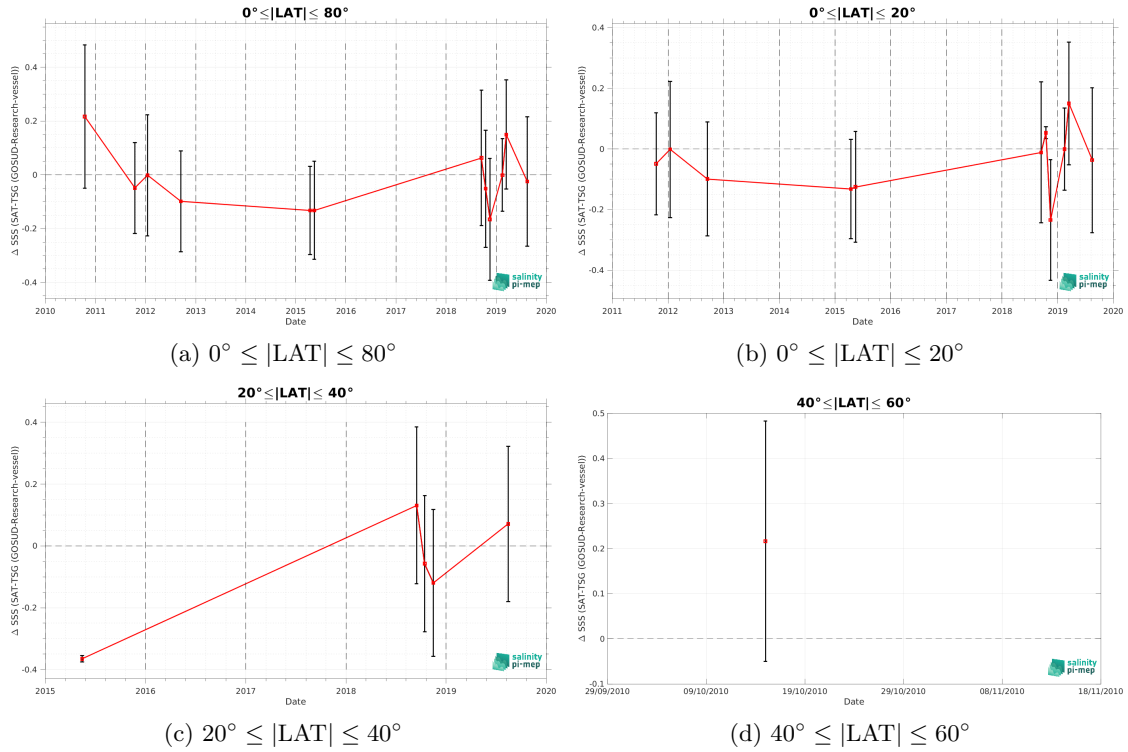 0°≤|LAT|≤ 80°
Δ SSS (SAT-TSG (GOSUD-Research-vessel))
0.4
0.2
0
-0.2
-0.4
2010 2011 2012 2013 2014 2015 2016 2017 2018 2019 2020
Date
salinity
pi-mep
(a) 0° ≤ |LAT| ≤ 80°
0°≤|LAT|≤ 20°
Δ SSS (SAT-TSG (GOSUD-Research-vessel))
0.4
0.2
0
-0.2
-0.4
2011 2012 2013 2014 2015 2016 2017 2018 2019 2020
Date
salinity
pi-mep
(b) 0° ≤ |LAT| ≤ 20°
20°≤|LAT|≤ 40°
Δ SSS (SAT-TSG (GOSUD-Research-vessel))
0.4
0.2
0
-0.2
-0.4
2015 2016 2017 2018 2019 2020
Date
salinity
pi-mep
(c) 20° ≤ |LAT| ≤ 40°
40°≤|LAT|≤ 60°
Δ SSS (SAT-TSG (GOSUD-Research-vessel))
0.5
0.4
0.3
0.2
0.1
0
-0.1
29/09/2010 09/10/2010 19/10/2010 29/10/2010 08/11/2010 18/11/2010
Date
salinity
pi-mep
(d) 40° ≤ |LAT| ≤ 60°